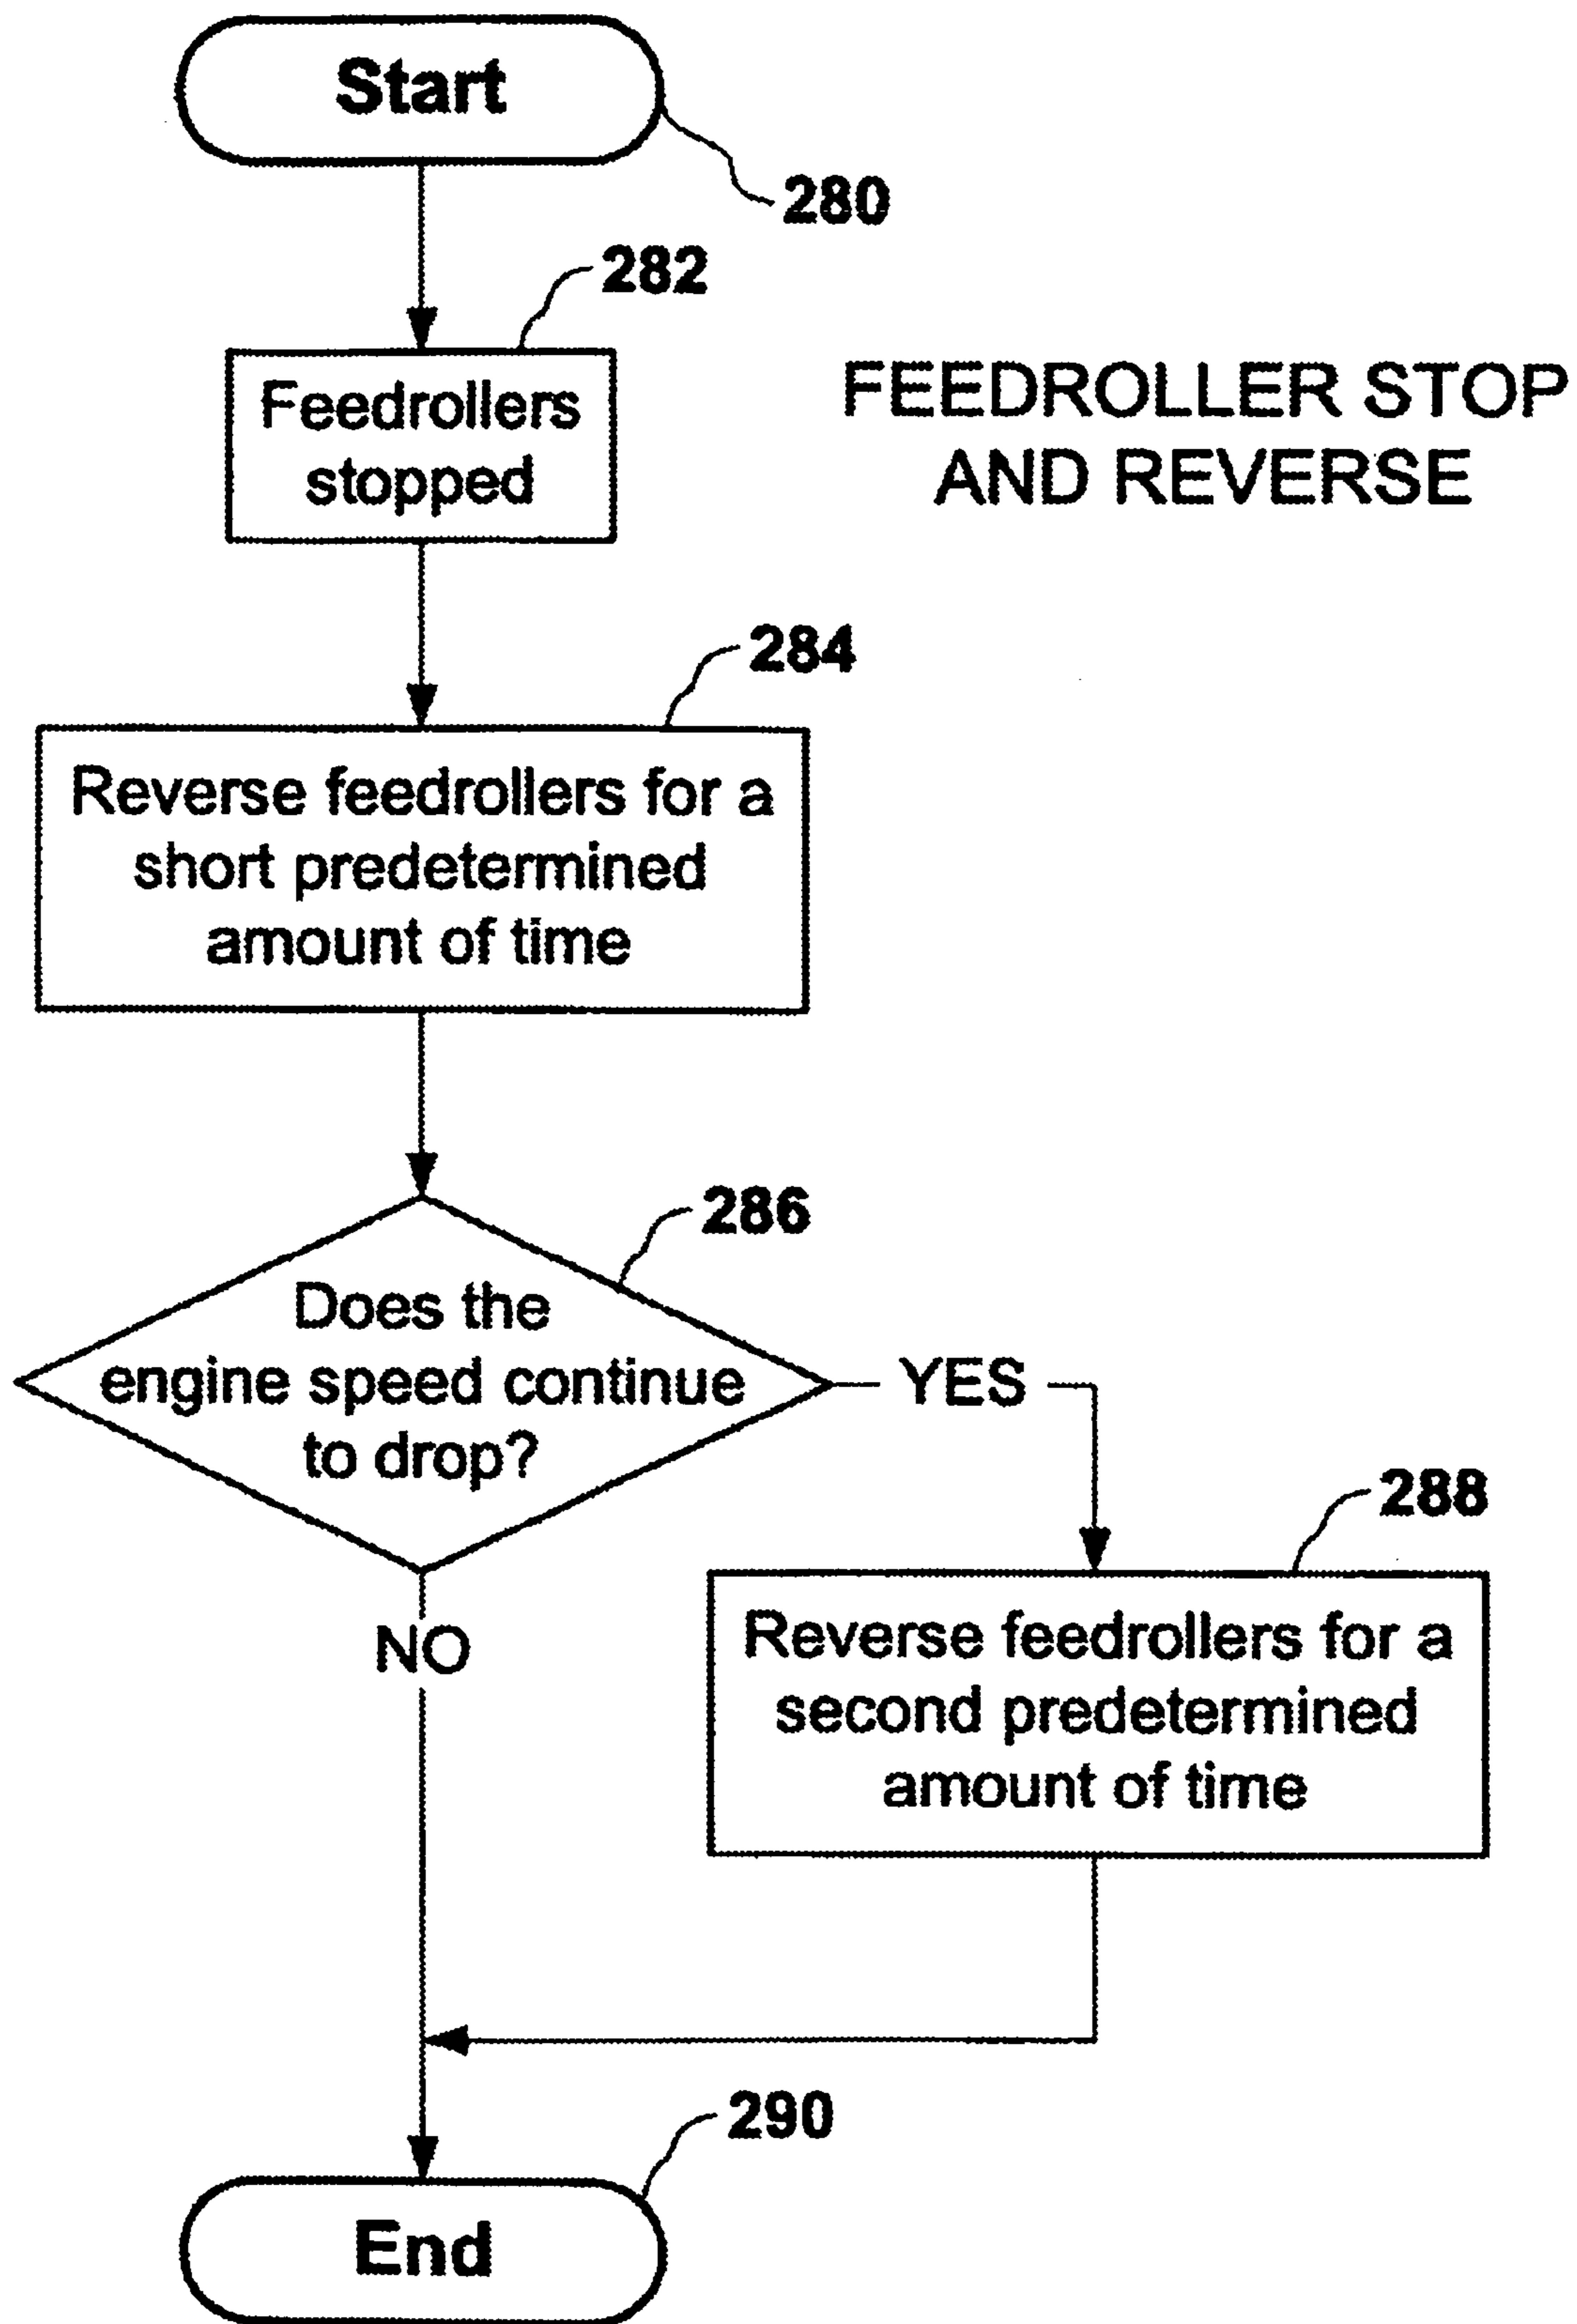 Start
280
282
Feedrollers
stopped
FEEDROLLER STOP
AND REVERSE
284
Reverse feedrollers for a
short predetermined
amount of time
286
Does the
engine speed continue
to drop?
YES
288
NO
Reverse feedrollers for a
second predetermined
amount of time
290
End